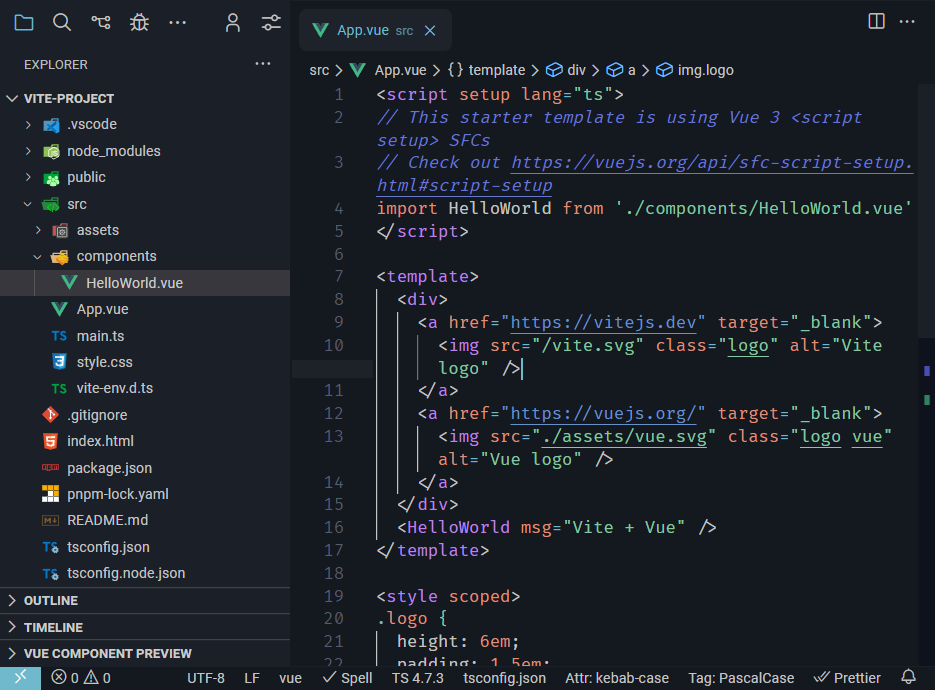 App.vue src
EXPLORER
VITE-PROJECT
.vscode
node_modules
public
src
assets
components
HelloWorld.vue
App.vue
TS main.ts
style.css
TS vite-env.d.ts
.gitignore
index.html
package.json
pnpm-lock.yaml
README.md
TS tsconfig.json
TS tsconfig.node.json
OUTLINE
TIMELINE
VUE COMPONENT PREVIEW
src > App.vue > {} template > div > a > img.logo
1 <script setup lang="ts">
2 // This starter template is using Vue 3 <script
setup> SFCs
3 // Check out https://vuejs.org/api/sfc-script-setup.
html#script-setup
4 import HelloWorld from './components/HelloWorld.vue'
5 </script>
6
7 <template>
8 <div>
9 <a href="https://vitejs.dev" target="_blank">
10 <img src="/vite.svg" class="logo" alt="Vite
logo" />
11 </a>
12 <a href="https://vuejs.org/" target="_blank">
13 <img src="./assets/vue.svg" class="logo vue"
alt="Vue logo" />
14 </a>
15 </div>
16 <HelloWorld msg="Vite + Vue" />
17 </template>
18
19 <style scoped>
20 .logo {
21 height: 6em;
22 padding: 1.5em;
0 0 UTF-8 LF vue Spell TS 4.7.3 tsconfig.json Attr: kebab-case Tag: PascalCase Prettier